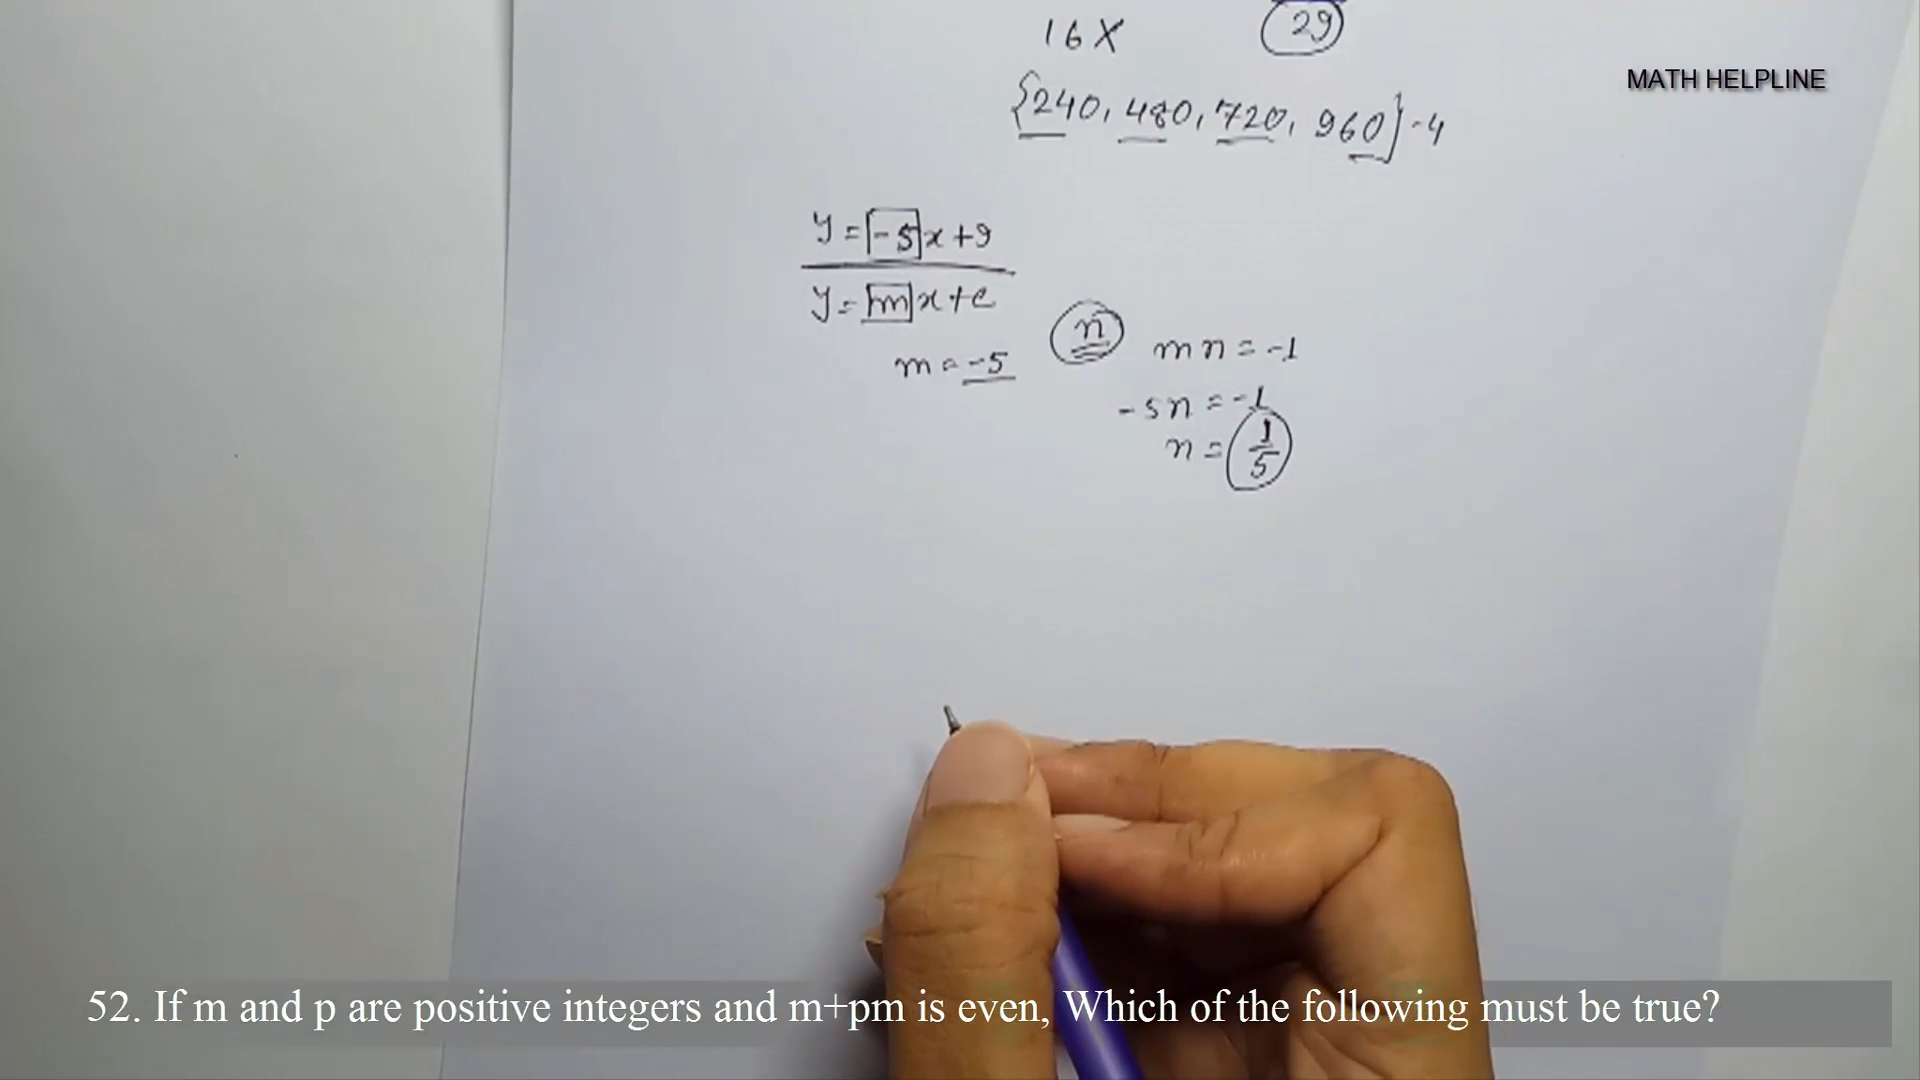 16X
29
MATH HELPLINE
{240, 480, 720, 960}-4
y = -5x+9
y = mx+c
n
mn = -1
m = -5
-5n = -1
n = 1/5
52. If m and p are positive integers and m+pm is even, Which of the following must be true?